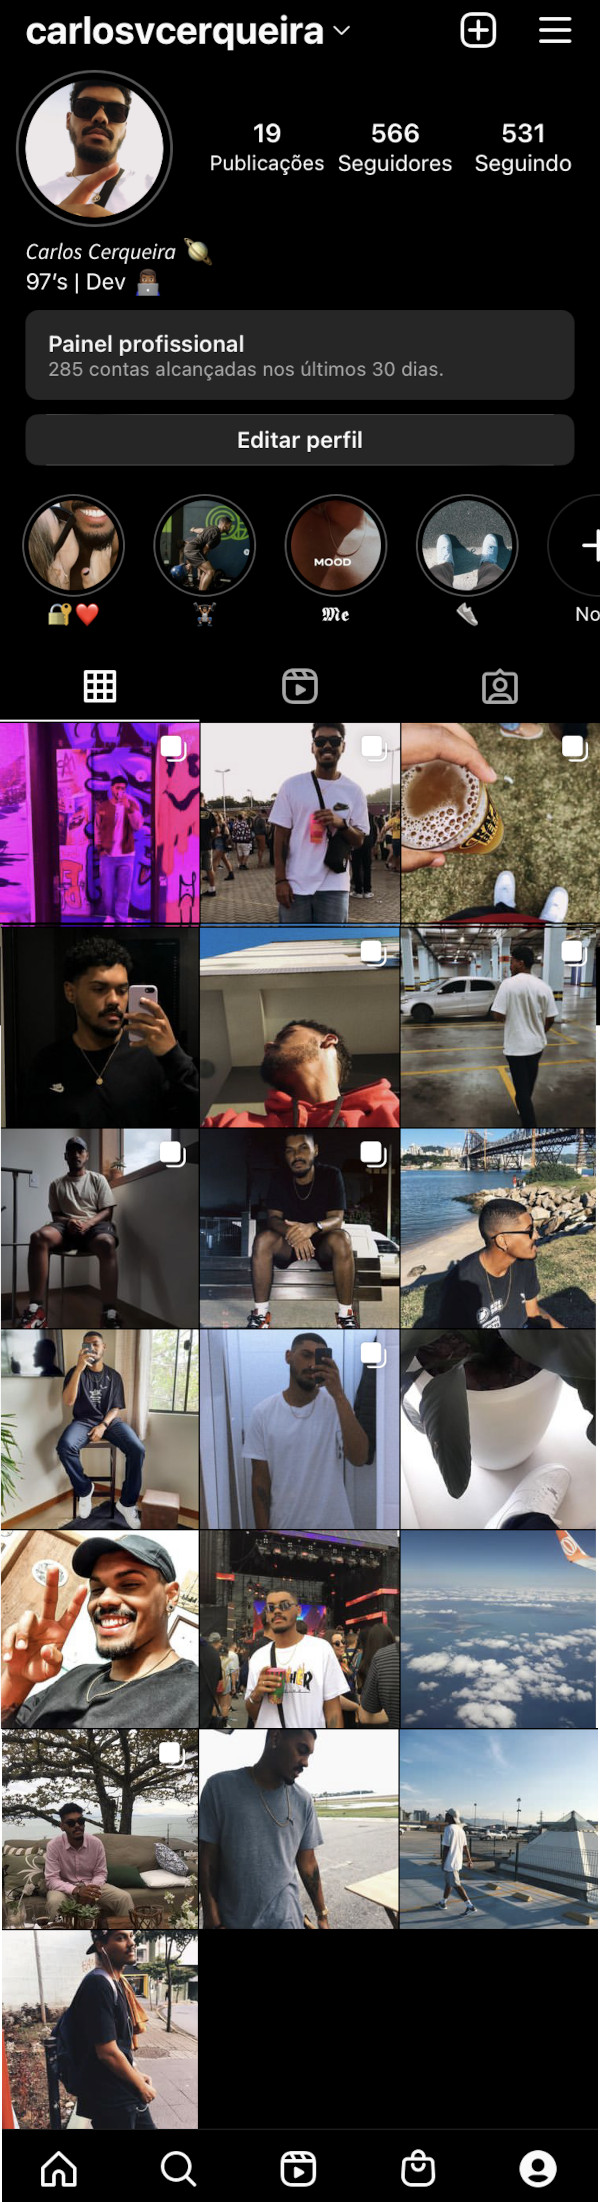 carlosvcerqueira
19 566 531
Publicações Seguidores Seguindo
Carlos Cerqueira 🪐
97's | Dev 👨🏾‍💻
Painel profissional
285 contas alcançadas nos últimos 30 dias.
Editar perfil
MOOD
🔐❤️ 🏋🏾 𝕸𝖊 👟 No